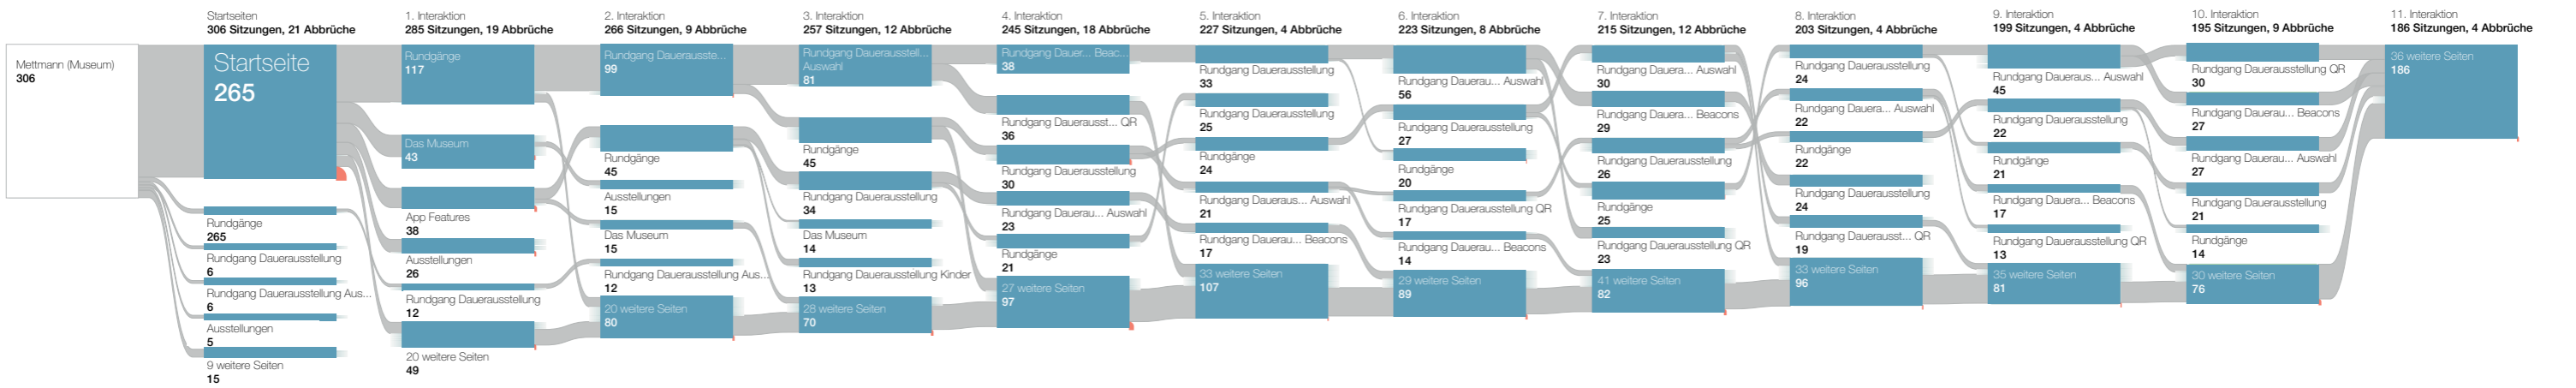 Mettmann (Museum)
306
Startseiten
306 Sitzungen, 21 Abbrüche
Startseite
265
Rundgänge
265
Rundgang Dauerausstellung
6
Rundgang Dauerausstellung Aus...
6
Ausstellungen
5
9 weitere Seiten
15
1. Interaktion
285 Sitzungen, 19 Abbrüche
Rundgänge
117
Das Museum
43
App Features
38
Ausstellungen
26
Rundgang Dauerausstellung
12
20 weitere Seiten
49
2. Interaktion
266 Sitzungen, 9 Abbrüche
Rundgang Dauerausste...
99
Rundgänge
45
Ausstellungen
15
Das Museum
15
Rundgang Dauerausstellung Aus...
12
20 weitere Seiten
80
3. Interaktion
257 Sitzungen, 12 Abbrüche
Rundgang Dauerausstell...
Auswahl
81
Rundgänge
45
Rundgang Dauerausstellung
34
Das Museum
14
Rundgang Dauerausstellung Kinder
13
28 weitere Seiten
70
4. Interaktion
245 Sitzungen, 18 Abbrüche
Rundgang Dauer... Beac...
38
Rundgang Dauerausst... QR
36
Rundgang Dauerausstellung
30
Rundgang Dauerau... Auswahl
23
Rundgänge
21
27 weitere Seiten
97
5. Interaktion
227 Sitzungen, 4 Abbrüche
Rundgang Dauerausstellung
33
Rundgang Dauerausstellung
25
Rundgänge
24
Rundgang Daueraus... Auswahl
21
Rundgang Dauerau... Beacons
17
33 weitere Seiten
107
6. Interaktion
223 Sitzungen, 8 Abbrüche
Rundgang Dauerau... Auswahl
56
Rundgang Dauerausstellung
27
Rundgänge
20
Rundgang Dauerausstellung QR
17
Rundgang Dauerau... Beacons
14
29 weitere Seiten
89
7. Interaktion
215 Sitzungen, 12 Abbrüche
Rundgang Dauera... Auswahl
30
Rundgang Dauera... Beacons
29
Rundgang Dauerausstellung
26
Rundgänge
25
Rundgang Dauerausstellung QR
23
41 weitere Seiten
82
8. Interaktion
203 Sitzungen, 4 Abbrüche
Rundgang Dauerausstellung
24
Rundgang Dauera... Auswahl
22
Rundgänge
22
Rundgang Dauerausstellung
24
Rundgang Dauerausst... QR
19
33 weitere Seiten
96
9. Interaktion
199 Sitzungen, 4 Abbrüche
Rundgang Daueraus... Auswahl
45
Rundgang Dauerausstellung
22
Rundgänge
21
Rundgang Dauera... Beacons
17
Rundgang Dauerausstellung QR
13
35 weitere Seiten
81
10. Interaktion
195 Sitzungen, 9 Abbrüche
Rundgang Dauerausstellung QR
30
Rundgang Dauerau... Beacons
27
Rundgang Dauerau... Auswahl
27
Rundgang Dauerausstellung
21
Rundgänge
14
30 weitere Seiten
76
11. Interaktion
186 Sitzungen, 4 Abbrüche
36 weitere Seiten
186